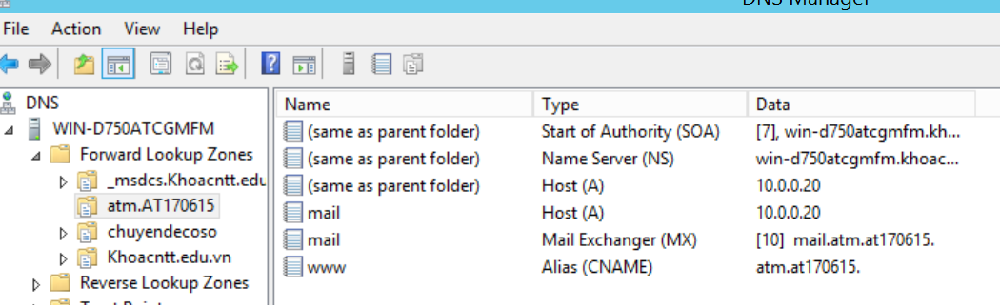 DNS Manager
File Action View Help
DNS
WIN-D750ATCGMFM
Forward Lookup Zones
_msdcs.Khoacntt.edu
atm.AT170615
chuyendecoso
Khoacntt.edu.vn
Reverse Lookup Zones
Name Type Data
(same as parent folder) Start of Authority (SOA) [7], win-d750atcgmfm.kh...
(same as parent folder) Name Server (NS) win-d750atcgmfm.khoac...
(same as parent folder) Host (A) 10.0.0.20
mail Host (A) 10.0.0.20
mail Mail Exchanger (MX) [10] mail.atm.at170615.
www Alias (CNAME) atm.at170615.